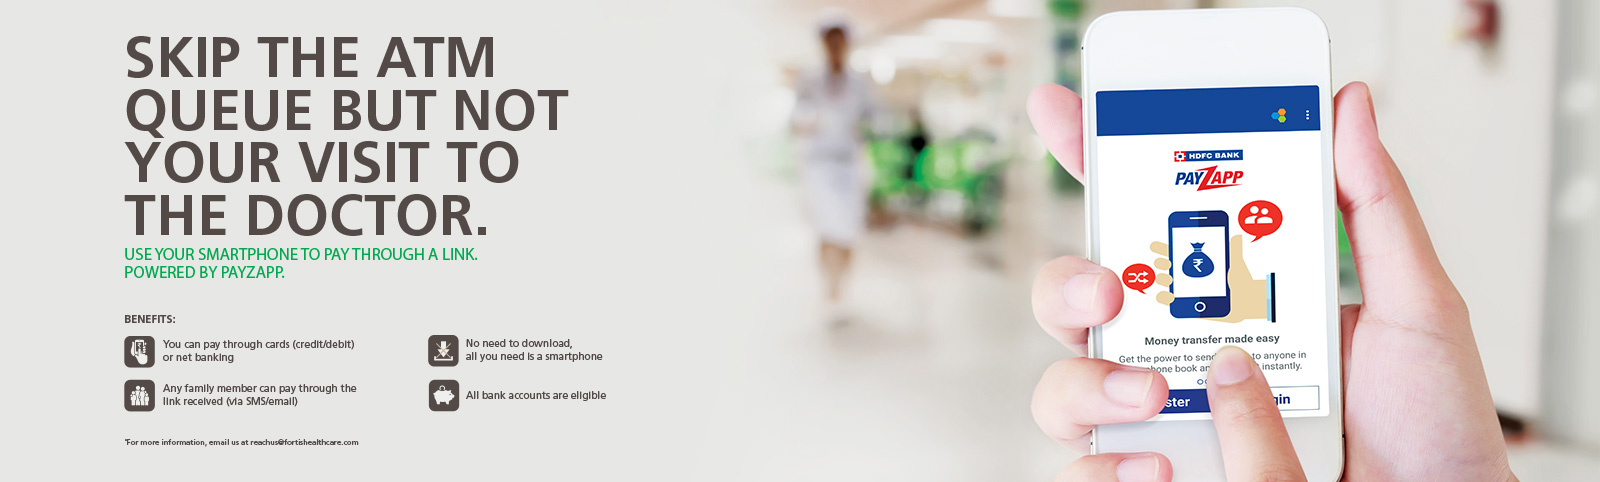 SKIP THE ATM
QUEUE BUT NOT
YOUR VISIT TO
THE DOCTOR.
USE YOUR SMARTPHONE TO PAY THROUGH A LINK.
POWERED BY PAYZAPP.
BENEFITS:
You can pay through cards (credit/debit)
or net banking
No need to download,
all you need is a smartphone
Any family member can pay through the
link received (via SMS/email)
All bank accounts are eligible
*For more information, email us at reachus@fortishealthcare.com
HDFC BANK
PAYZAPP
₹
Money transfer made easy
Get the power to send to anyone in
phone book instantly.